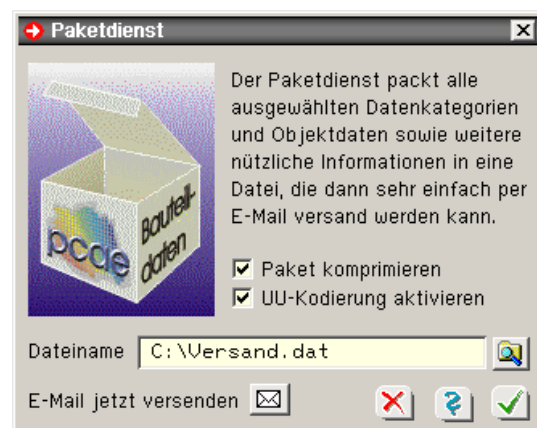 Paketdienst
Der Paketdienst packt alle
ausgewählten Datenkategorien
und Objektdaten sowie weitere
nützliche Informationen in eine
Datei, die dann sehr einfach per
E-Mail versand werden kann.
pcae
Bauteil-
daten
Paket komprimieren
UU-Kodierung aktivieren
Dateiname C:\Versand.dat
E-Mail jetzt versenden